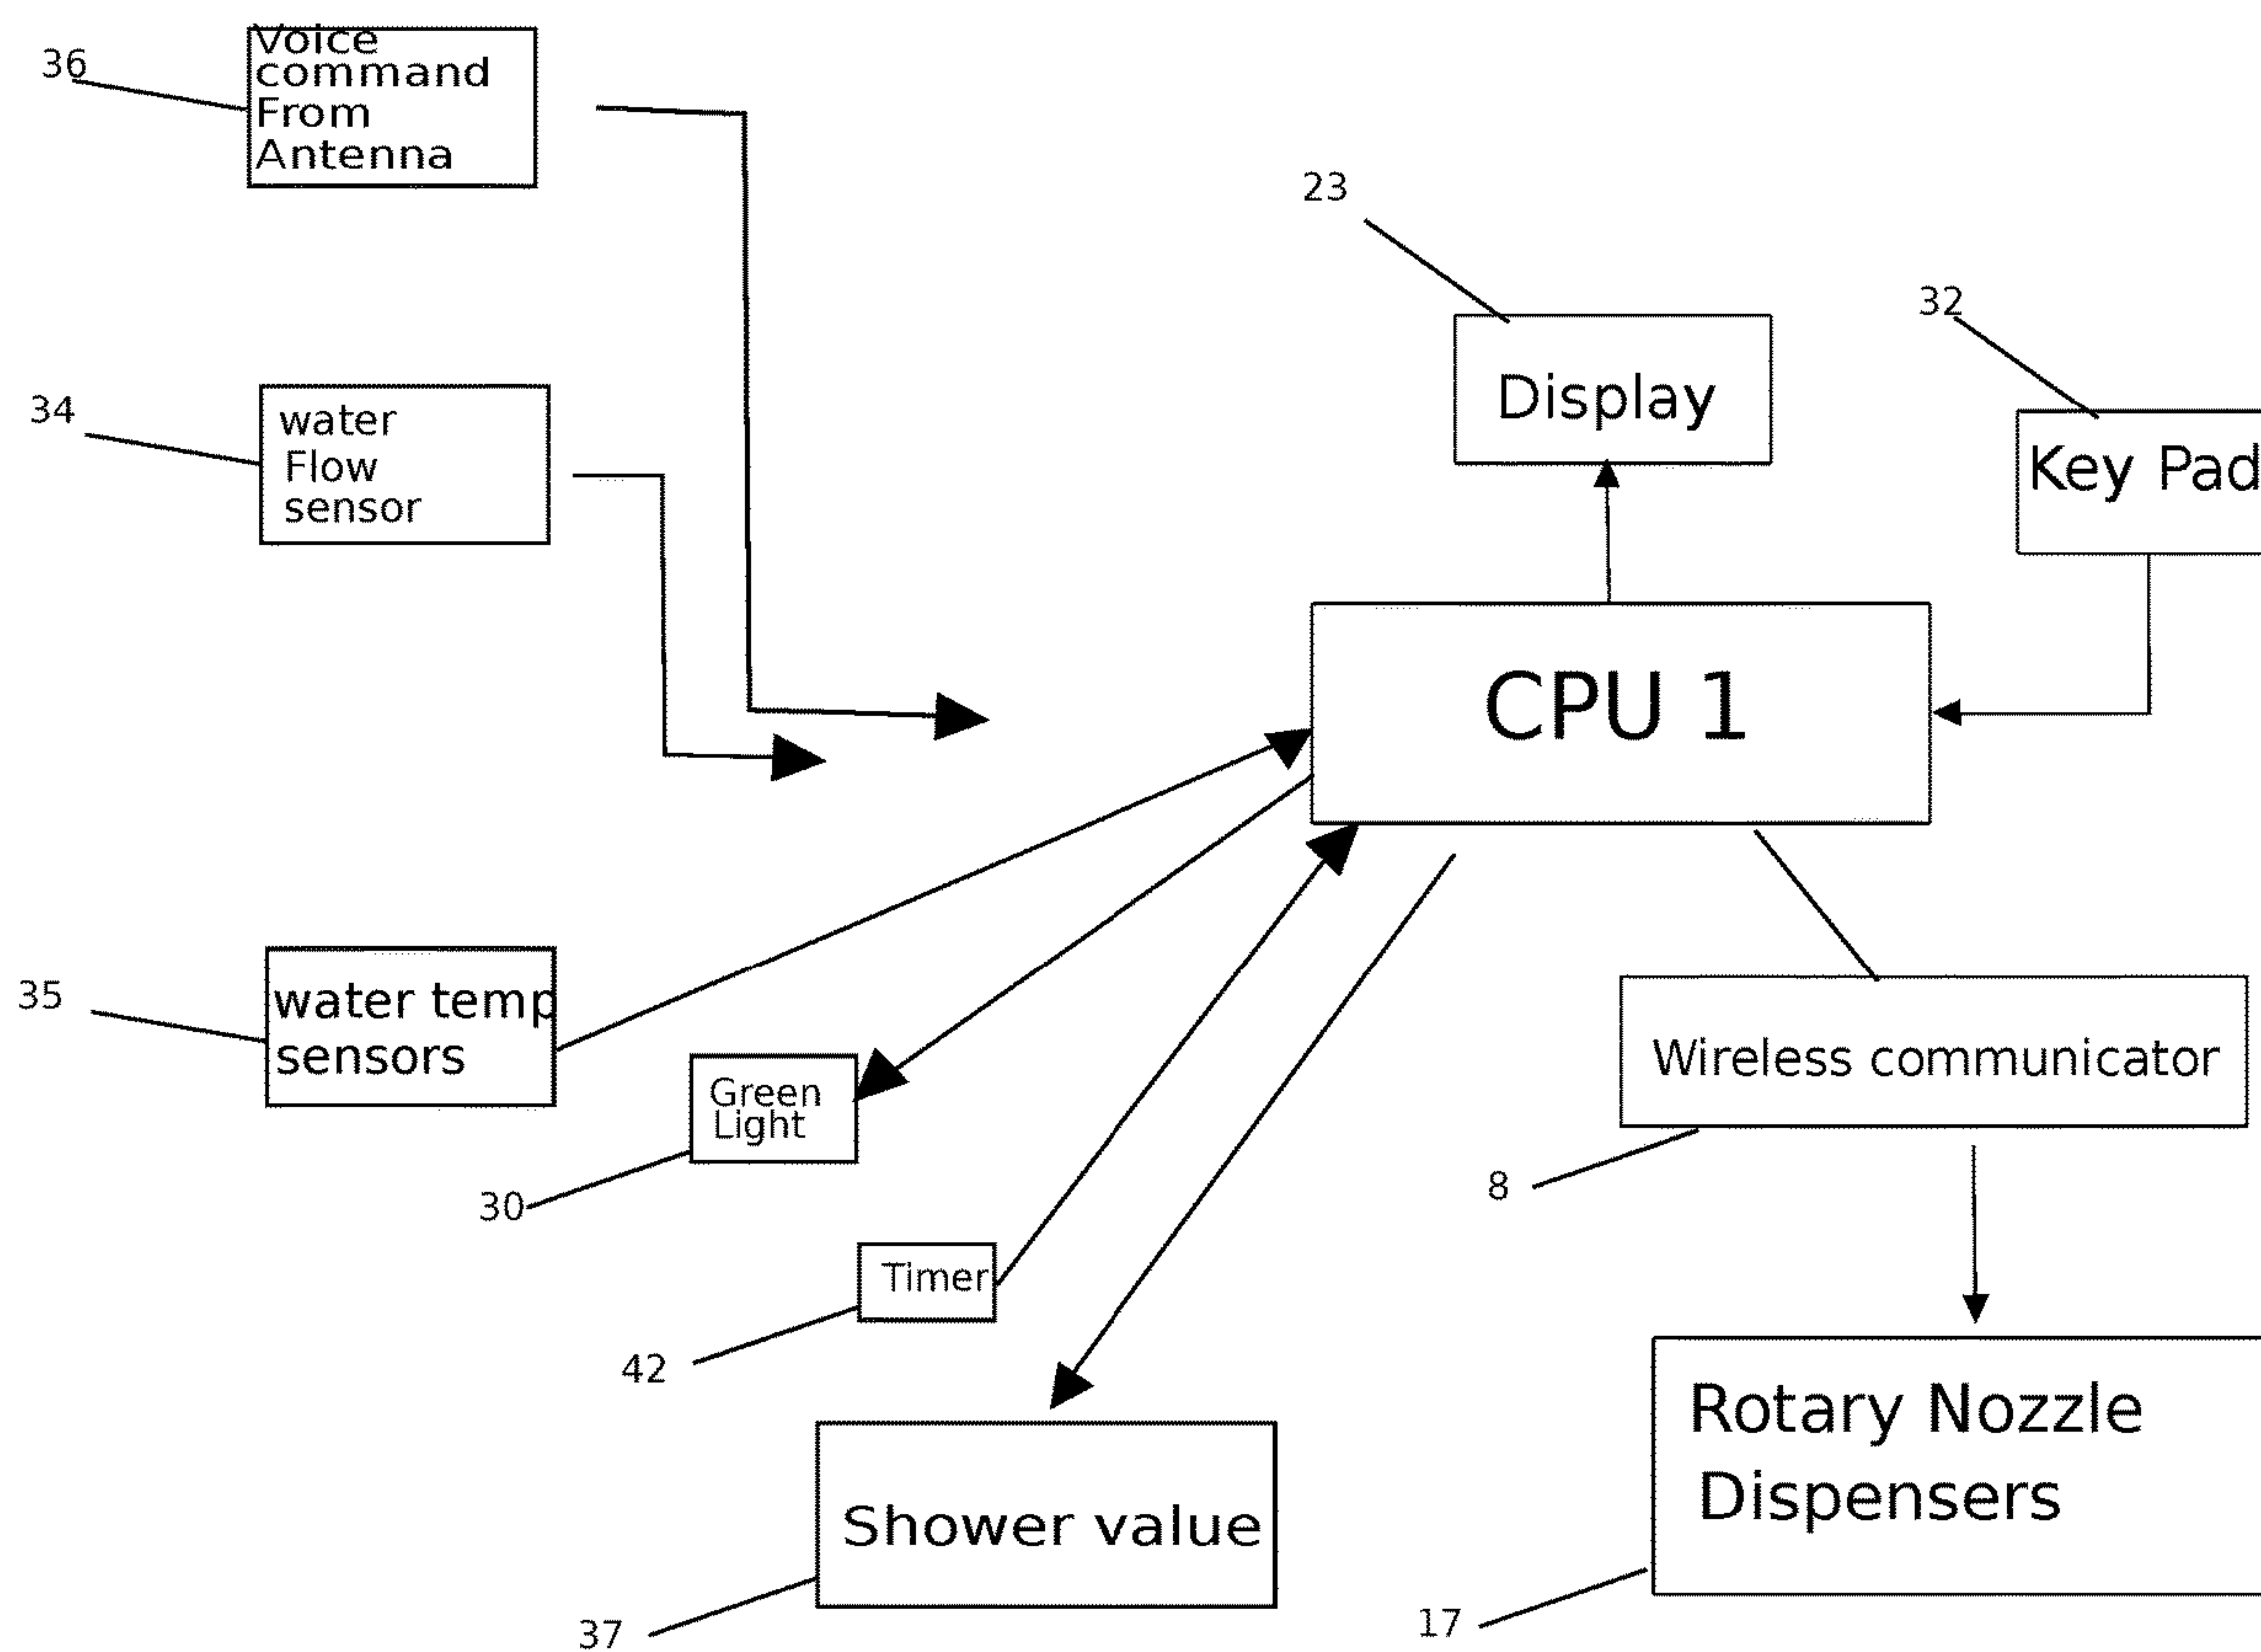 36
Voice
command
From
Antenna
23
32
34
water
Flow
sensor
Display
Key Pad
CPU 1
35
water temp
sensors
Green
Light
30
Wireless communicator
8
Timer
42
Rotary Nozzle
Dispensers
Shower value
37
17